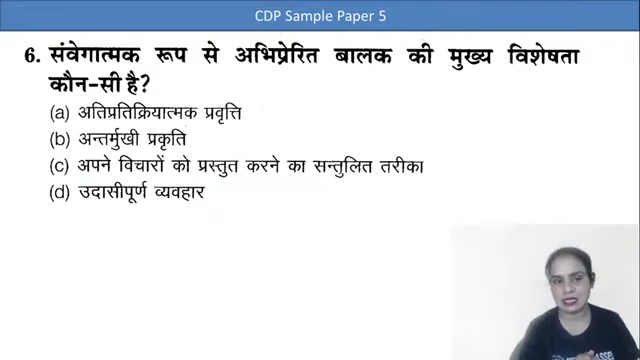 CDP Sample Paper 5
6. संवेगात्मक रूप से अभिप्रेरित बालक की मुख्य विशेषता
कौन-सी है?
(a) अतिप्रतिक्रियात्मक प्रवृत्ति
(b) अन्तर्मुखी प्रकृति
(c) अपने विचारों को प्रस्तुत करने का सन्तुलित तरीका
(d) उदासीपूर्ण व्यवहार